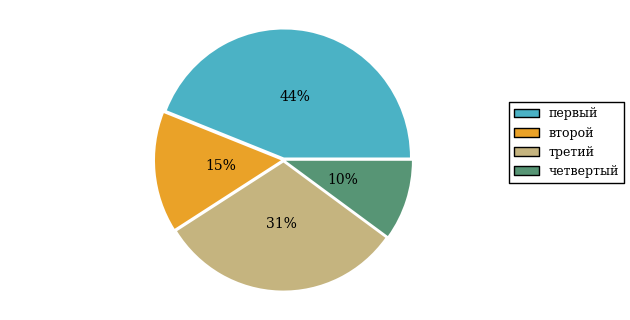 44%
15%
10%
31%
первый
второй
третий
четвертый